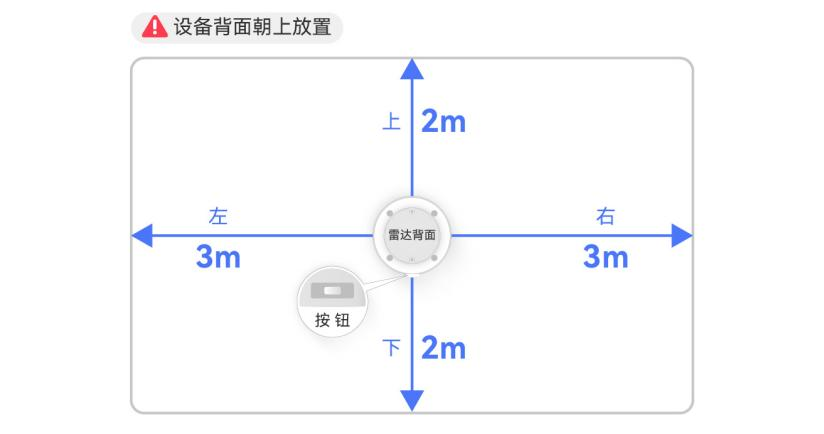 设备背面朝上放置
上 2m
左
右
雷达背面
3m
3m
按钮
下 2m